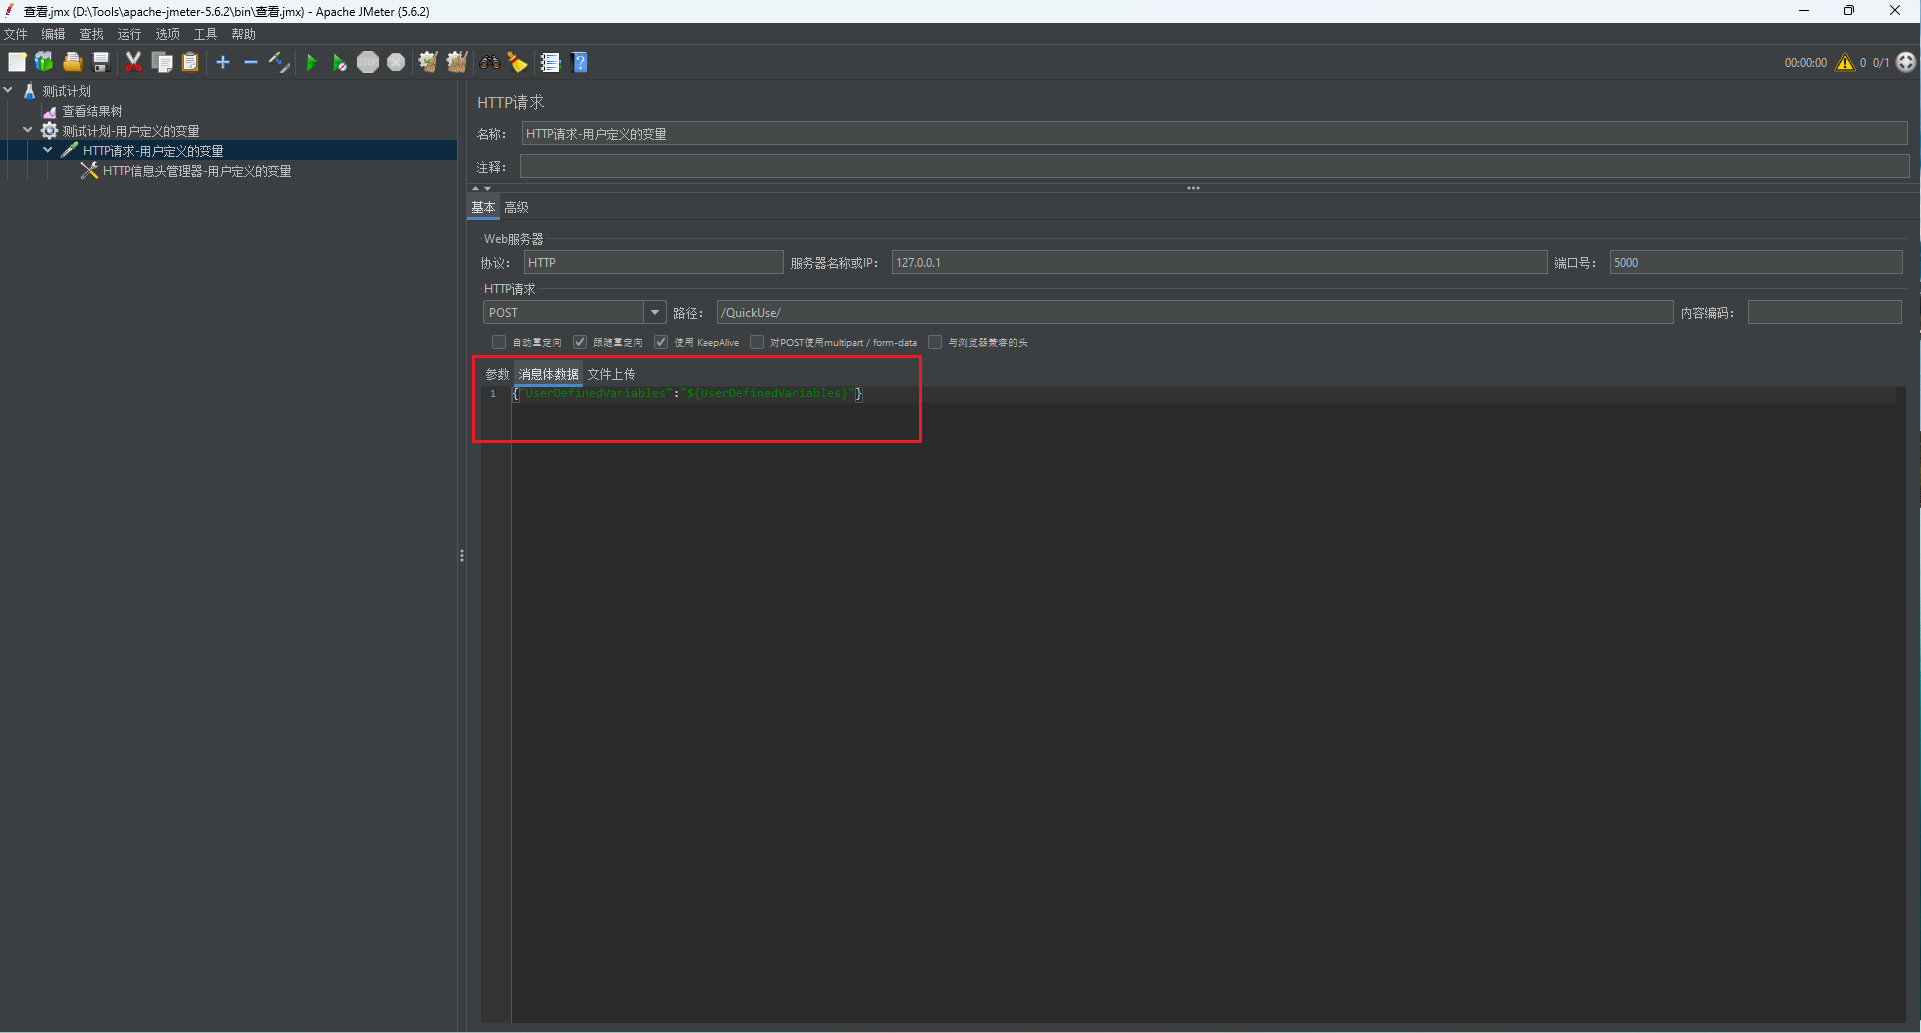 查看.jmx (D:\Tools\apache-jmeter-5.6.2\bin\查看.jmx) - Apache JMeter (5.6.2)
文件 编辑 查找 运行 选项 工具 帮助
00:00:00 0 0/1
测试计划
查看结果树
测试计划-用户定义的变量
HTTP请求-用户定义的变量
HTTP信息头管理器-用户定义的变量
HTTP请求
名称： HTTP请求-用户定义的变量
注释：
基本 高级
Web服务器
协议： HTTP 服务器名称或IP： 127.0.0.1 端口号： 5000
HTTP请求
POST 路径： /QuickUse/ 内容编码：
自动重定向 跟随重定向 使用 KeepAlive 对POST使用multipart / form-data 与浏览器兼容的头
参数 消息体数据 文件上传
1 {"UserDefinedVariables":"${UserDefinedVariables}"}